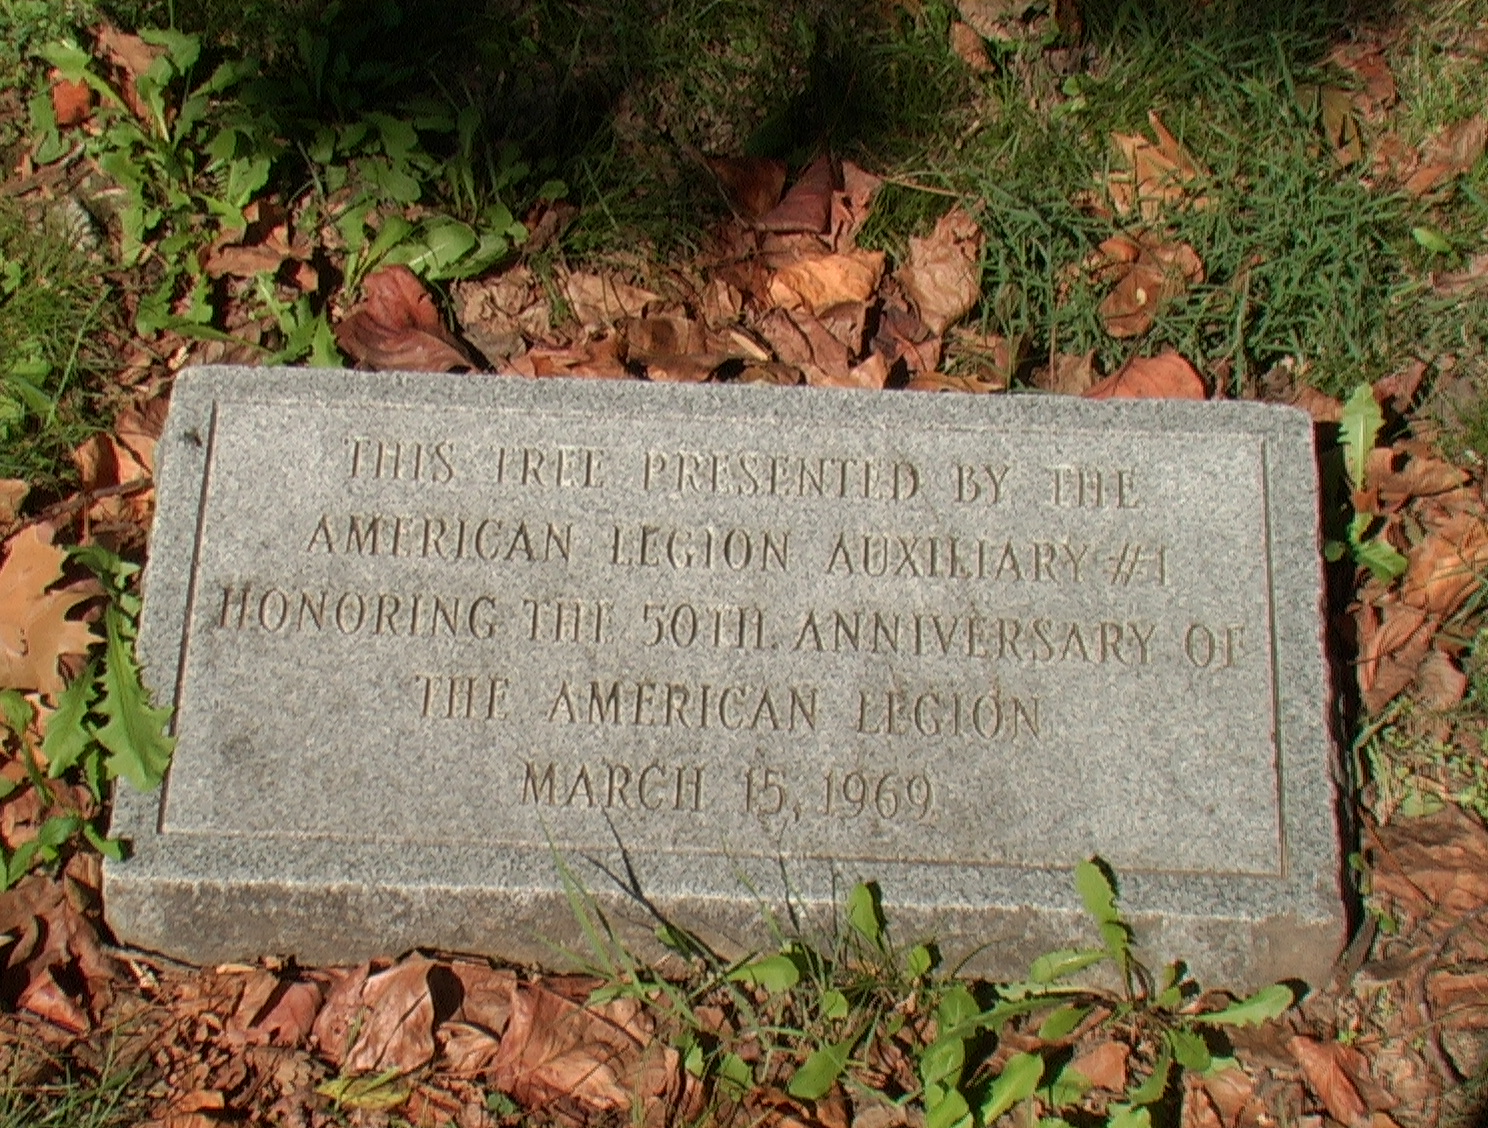 THIS TREE PRESENTED BY THE
AMERICAN LEGION AUXILIARY #1
HONORING THE 50TH. ANNIVERSARY OF
THE AMERICAN LEGION
MARCH 15, 1969